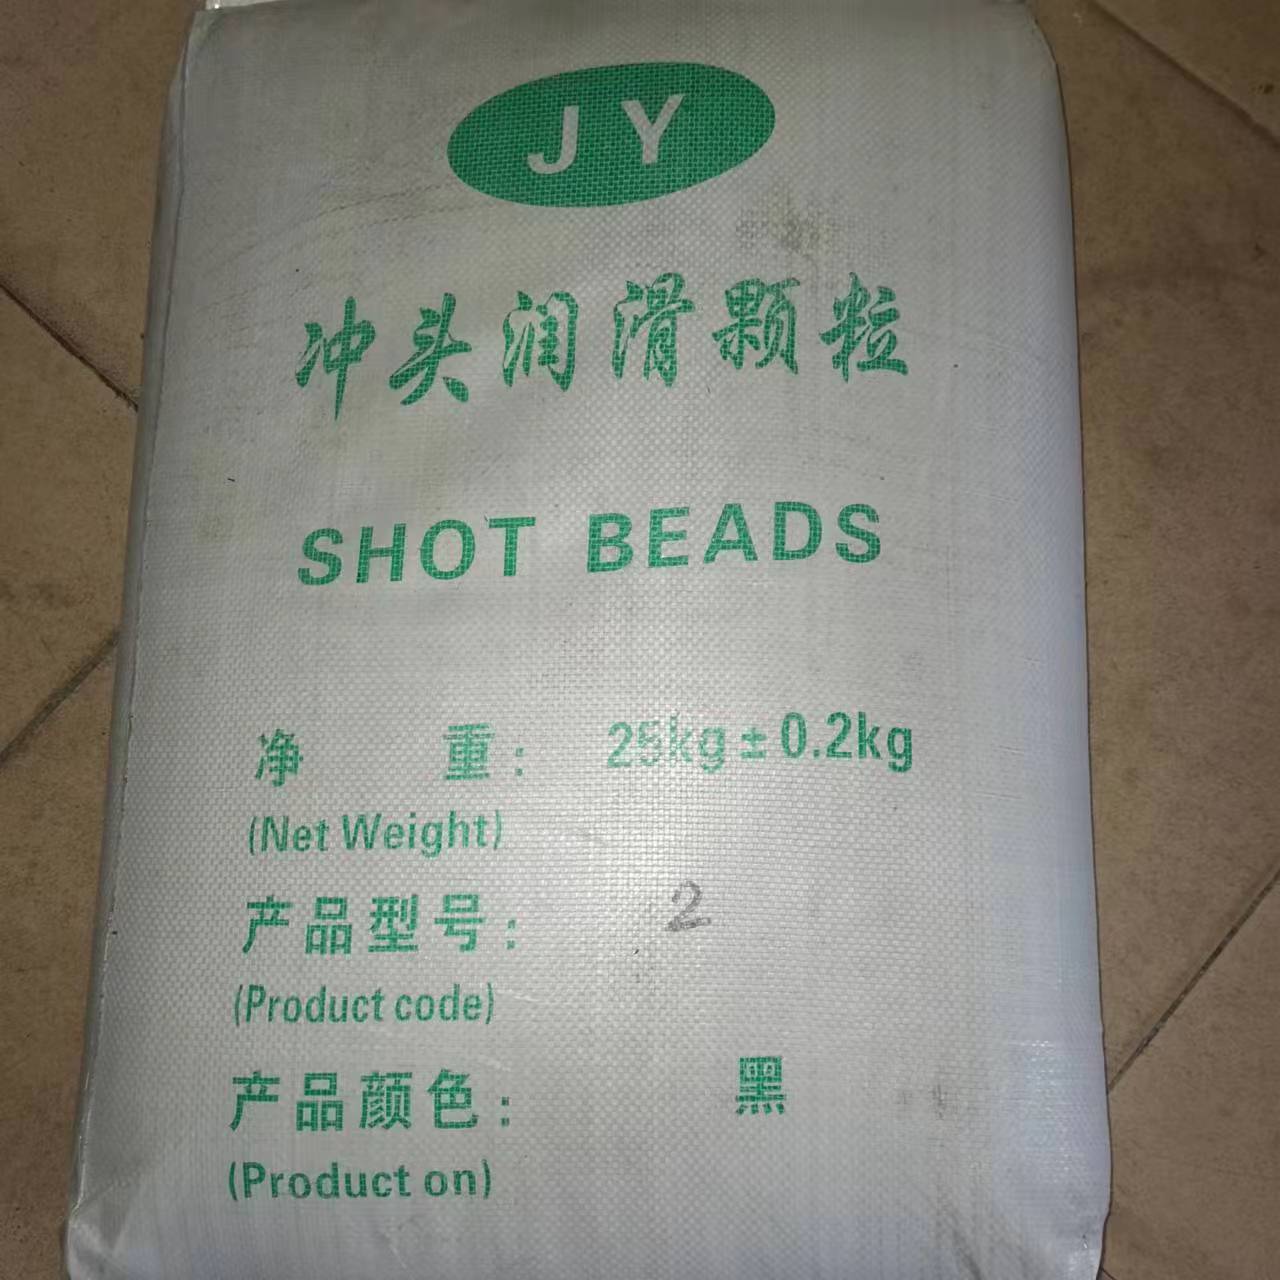 JY
冲头润滑颗粒
SHOT BEADS
净 重: 25kg±0.2kg
(Net Weight)
产品型号: 2
(Product code)
产品颜色: 黑
(Product on)